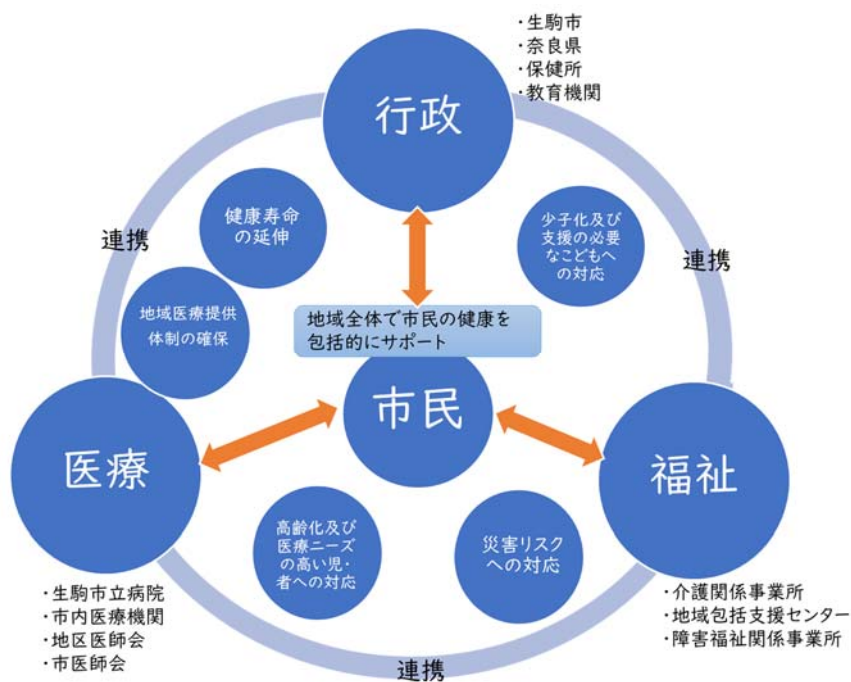 ・生駒市
・奈良県
・保健所
・教育機関
行政
健康寿命
の延伸
少子化及び
支援の必要
なこどもへ
の対応
連携
連携
地域医療提供
体制の確保
地域全体で市民の健康を
包括的にサポート
市民
医療
福祉
高齢化及び
医療ニーズ
の高い児・
者への対応
災害リスク
への対応
・生駒市立病院
・市内医療機関
・地区医師会
・市医師会
・介護関係事業所
・地域包括支援センター
・障害福祉関係事業所
連携